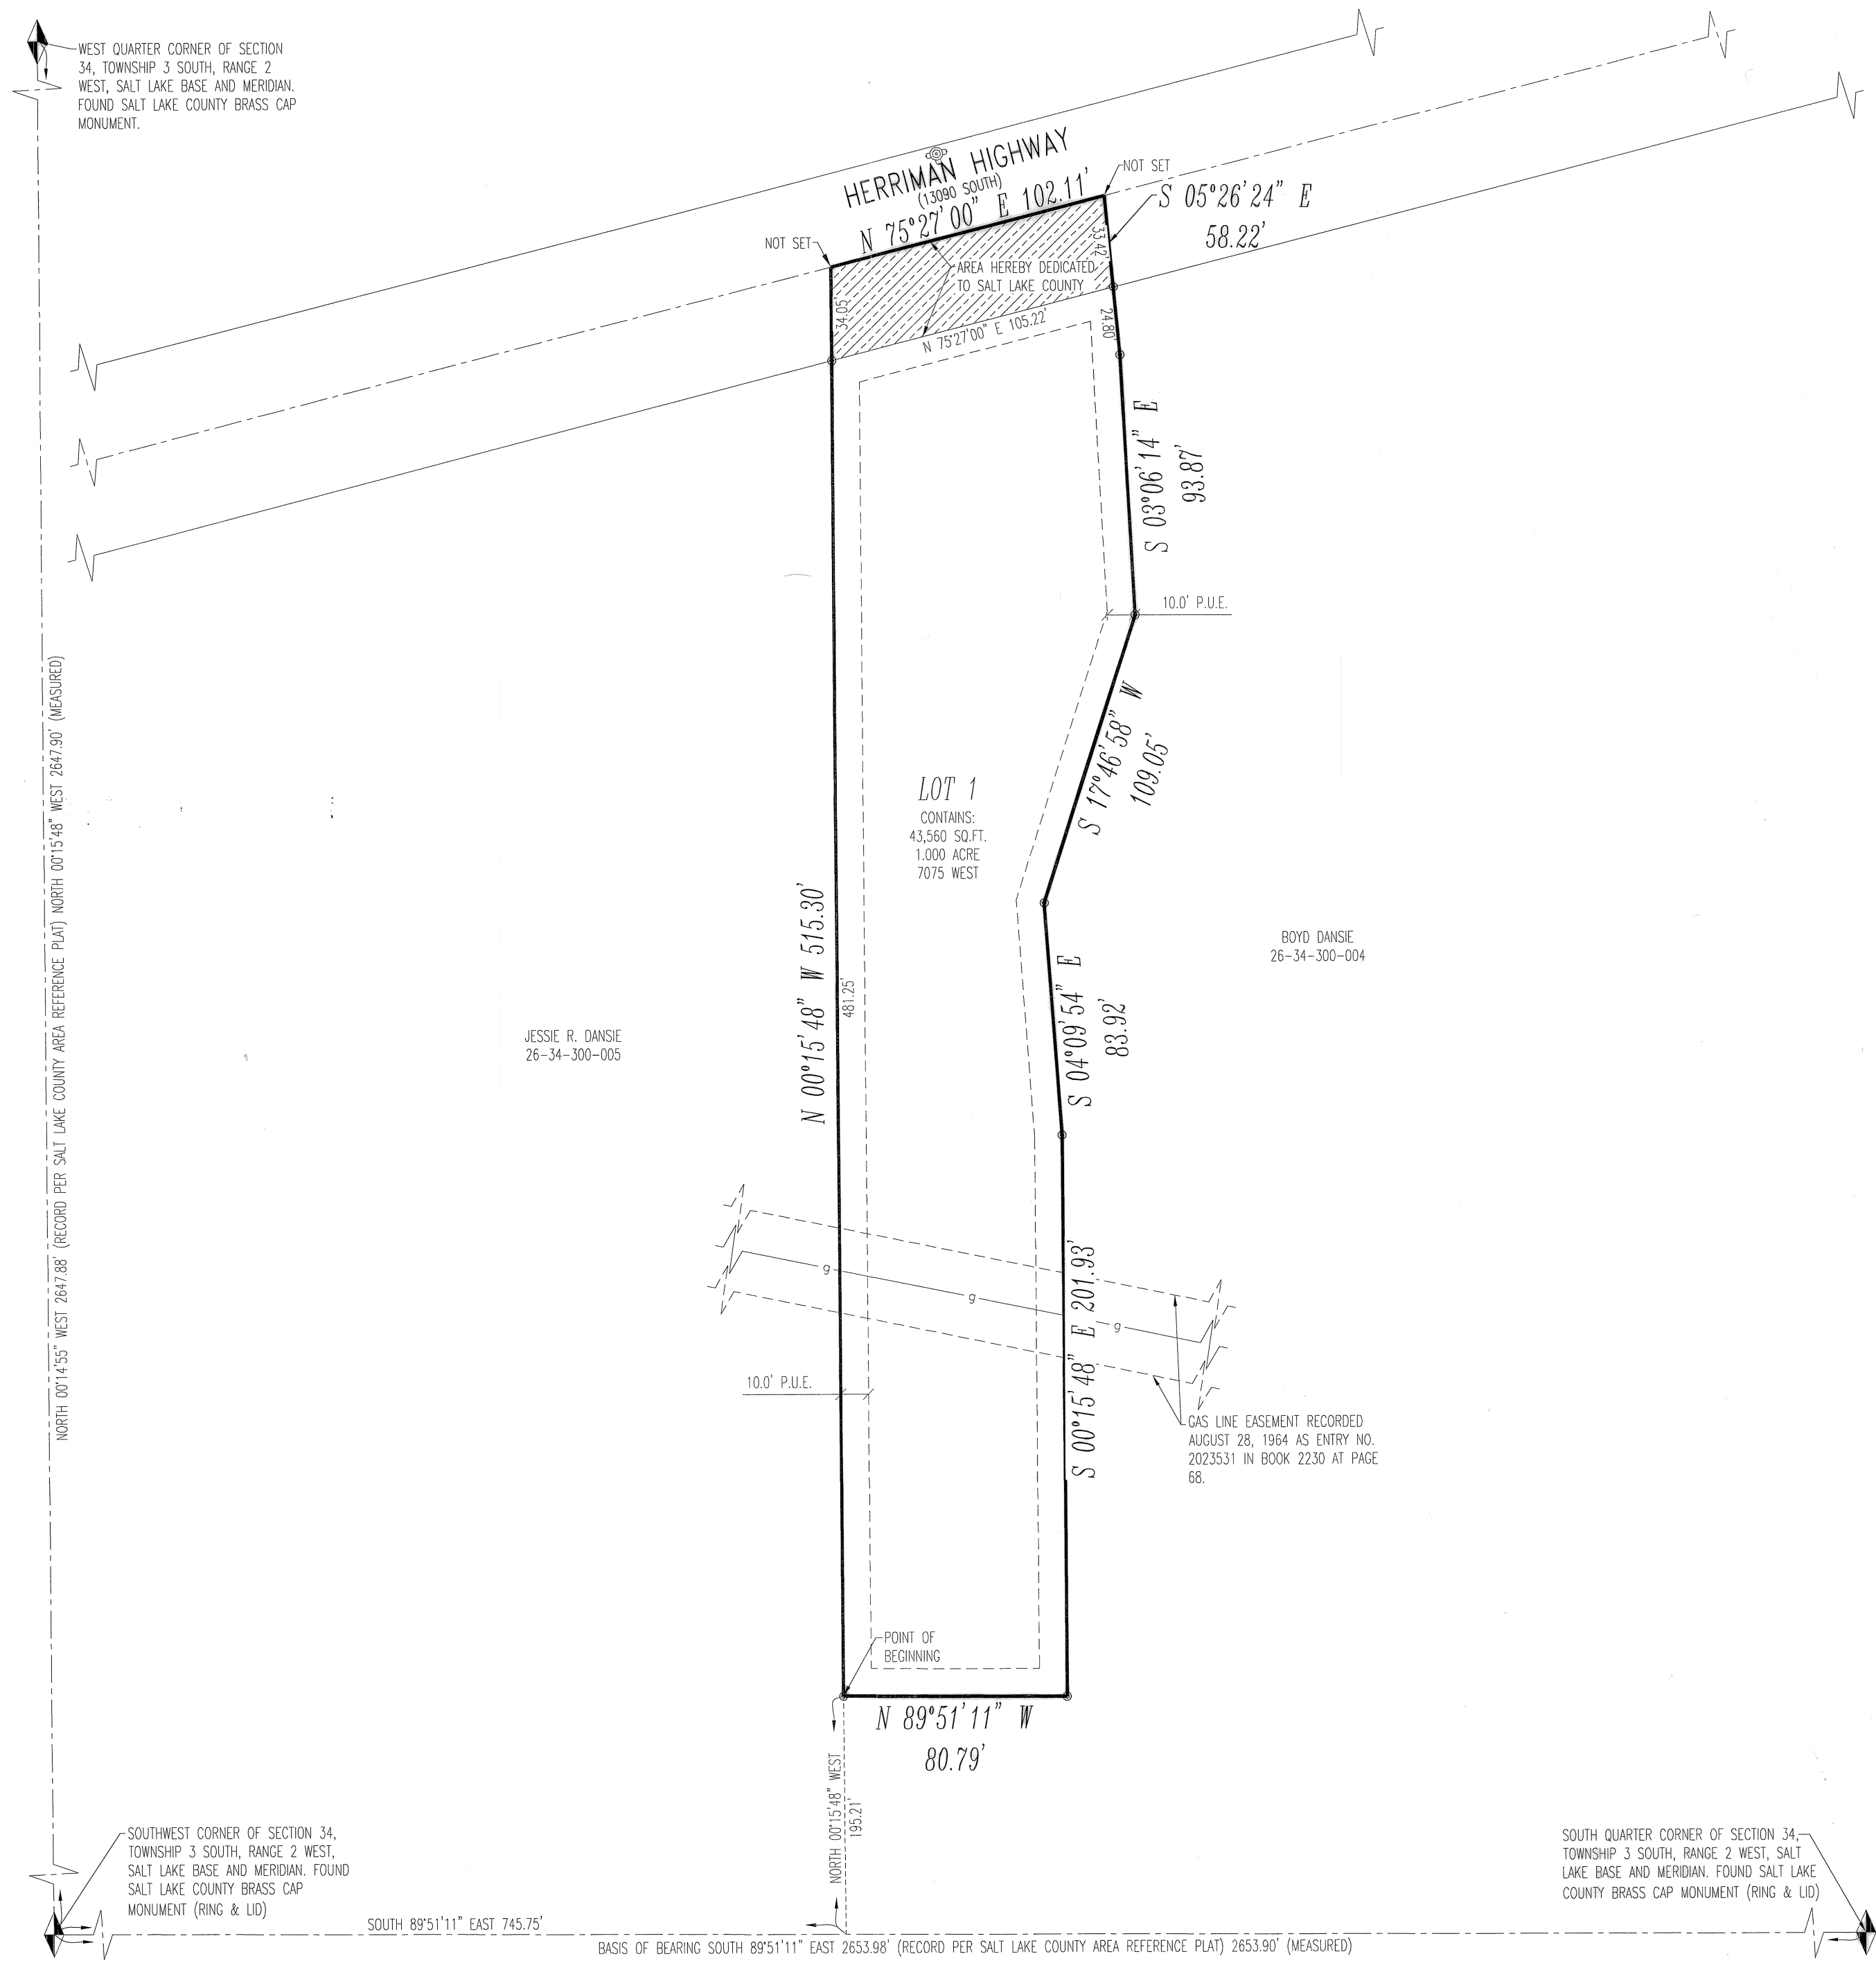 WEST QUARTER CORNER OF SECTION
34, TOWNSHIP 3 SOUTH, RANGE 2
WEST, SALT LAKE BASE AND MERIDIAN.
FOUND SALT LAKE COUNTY BRASS CAP
MONUMENT.
HERRIMAN HIGHWAY
(13090 SOUTH)
N 75°27'00" E 102.11'
NOT SET
NOT SET
S 05°26'24" E
58.22'
33.42'
AREA HEREBY DEDICATED
TO SALT LAKE COUNTY
34.05'
N 75°27'00" E 105.22'
24.80'
S 03°06'14" E
93.87'
10.0' P.U.E.
S 17°46'58" W
109.05'
LOT 1
CONTAINS:
43,560 SQ.FT.
1.000 ACRE
7075 WEST
N 00°15'48" W 515.30'
481.25'
BOYD DANSIE
26-34-300-004
JESSIE R. DANSIE
26-34-300-005
S 04°09'54" E
83.92'
NORTH 00°14'55" WEST 2647.88' (RECORD PER SALT LAKE COUNTY AREA REFERENCE PLAT) NORTH 00°15'48" WEST 2647.90' (MEASURED)
g
g
g
S 00°15'48" E 201.93'
10.0' P.U.E.
GAS LINE EASEMENT RECORDED
AUGUST 28, 1964 AS ENTRY NO.
2023531 IN BOOK 2230 AT PAGE
68.
POINT OF
BEGINNING
N 89°51'11" W
80.79'
NORTH 00°15'48" WEST
195.21'
SOUTHWEST CORNER OF SECTION 34,
TOWNSHIP 3 SOUTH, RANGE 2 WEST,
SALT LAKE BASE AND MERIDIAN. FOUND
SALT LAKE COUNTY BRASS CAP
MONUMENT (RING & LID)
SOUTH QUARTER CORNER OF SECTION 34,
TOWNSHIP 3 SOUTH, RANGE 2 WEST, SALT
LAKE BASE AND MERIDIAN. FOUND SALT LAKE
COUNTY BRASS CAP MONUMENT (RING & LID)
SOUTH 89°51'11" EAST 745.75'
BASIS OF BEARING SOUTH 89°51'11" EAST 2653.98' (RECORD PER SALT LAKE COUNTY AREA REFERENCE PLAT) 2653.90' (MEASURED)